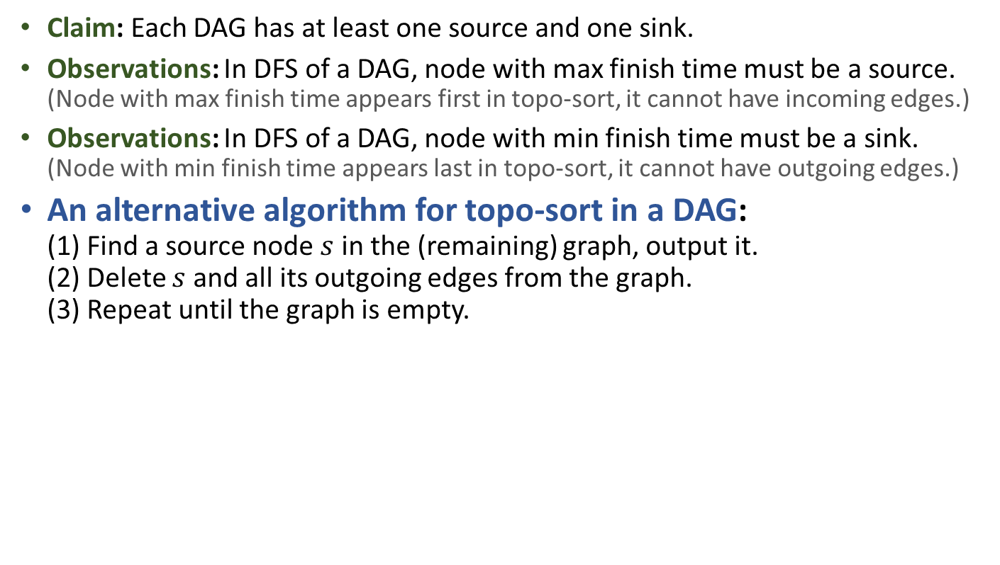 • Claim: Each DAG has at least one source and one sink.
• Observations: In DFS of a DAG, node with max finish time must be a source.
(Node with max finish time appears first in topo-sort, it cannot have incoming edges.)
• Observations: In DFS of a DAG, node with min finish time must be a sink.
(Node with min finish time appears last in topo-sort, it cannot have outgoing edges.)
• An alternative algorithm for topo-sort in a DAG:
(1) Find a source node 𝑠 in the (remaining) graph, output it.
(2) Delete 𝑠 and all its outgoing edges from the graph.
(3) Repeat until the graph is empty.